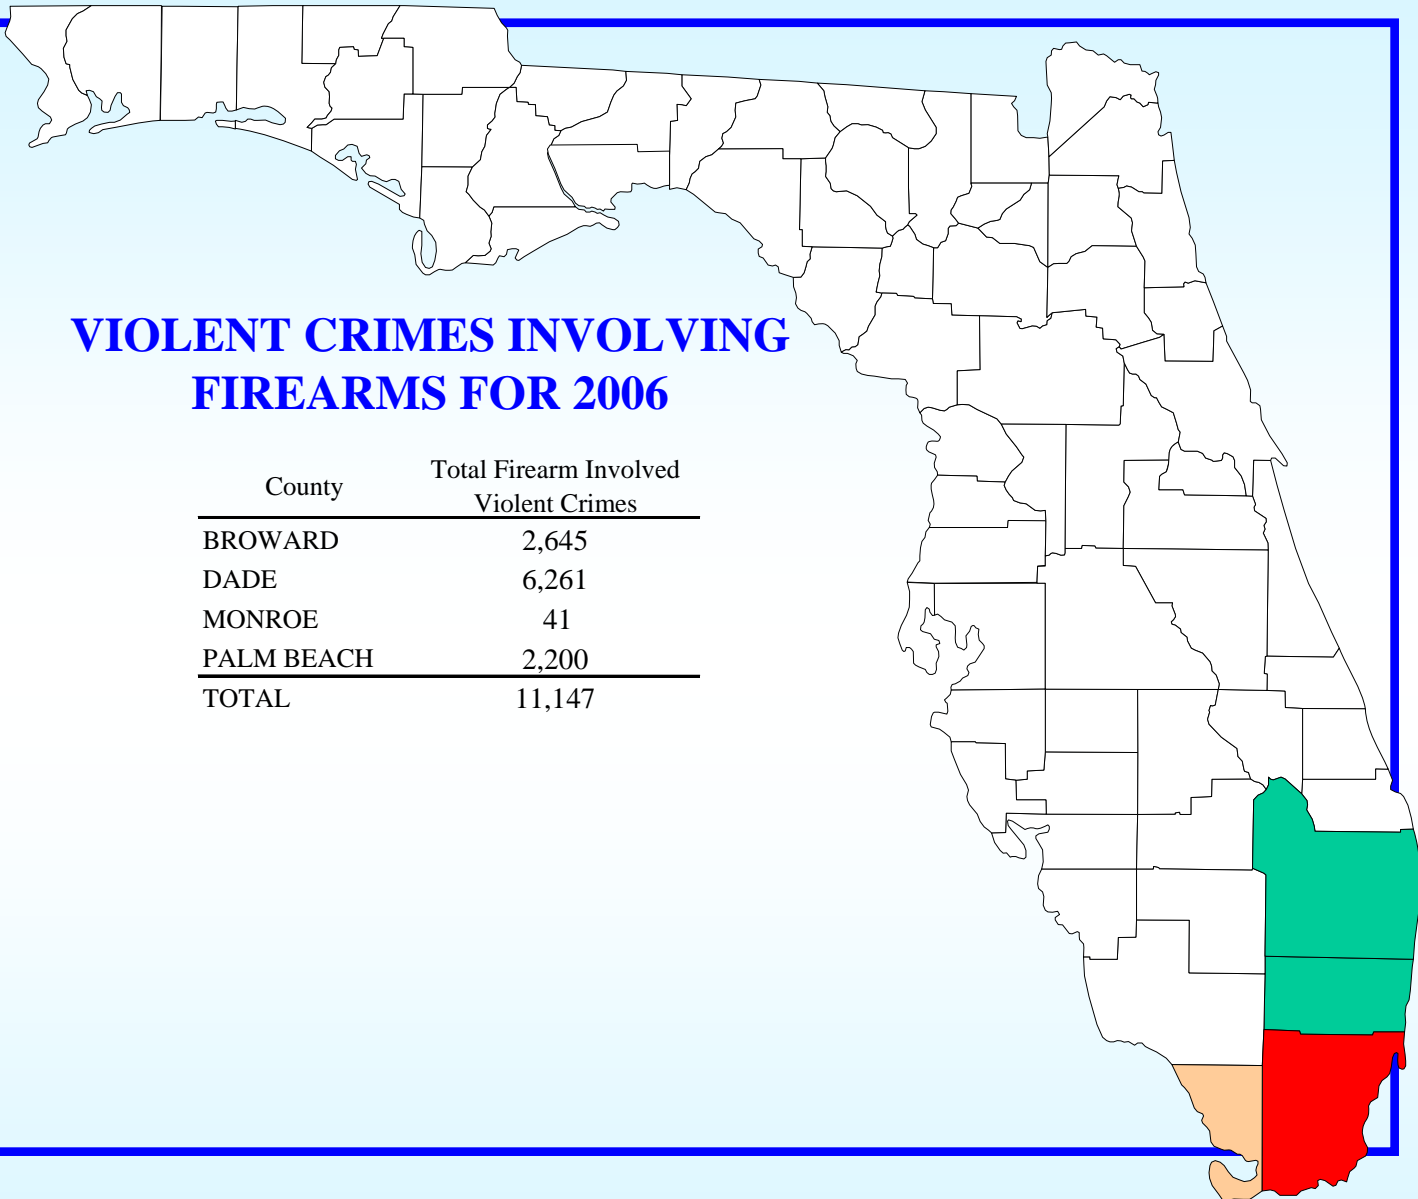 VIOLENT CRIMES INVOLVING
FIREARMS FOR 2006
County Total Firearm Involved Violent Crimes
BROWARD 2,645
DADE 6,261
MONROE 41
PALM BEACH 2,200
TOTAL 11,147